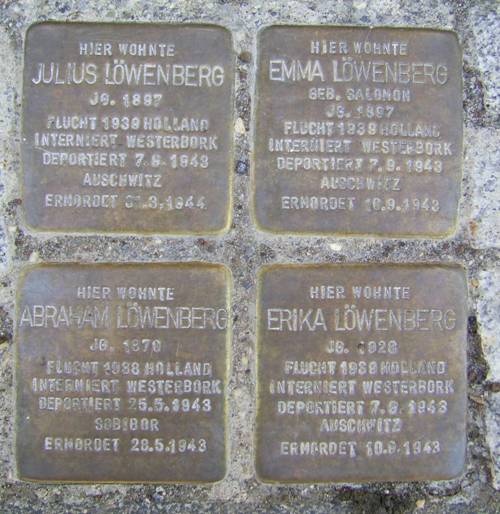 HIER WOHNTE
JULIUS LÖWENBERG
JG. 1897
FLUCHT 1939 HOLLAND
INTERNIERT WESTERBORK
DEPORTIERT 7.9.1943
AUSCHWITZ
ERMORDET 31.3.1944
HIER WOHNTE
EMMA LÖWENBERG
GEB. SALOMON
JG. 1897
FLUCHT 1939 HOLLAND
INTERNIERT WESTERBORK
DEPORTIERT 7.9.1943
AUSCHWITZ
ERMORDET 10.9.1943
HIER WOHNTE
ABRAHAM LÖWENBERG
JG. 1870
FLUCHT 1938 HOLLAND
INTERNIERT WESTERBORK
DEPORTIERT 25.5.1943
SOBIBOR
ERMORDET 28.5.1943
HIER WOHNTE
ERIKA LÖWENBERG
JG. 1928
FLUCHT 1939 HOLLAND
INTERNIERT WESTERBORK
DEPORTIERT 7.9.1943
AUSCHWITZ
ERMORDET 10.9.1943